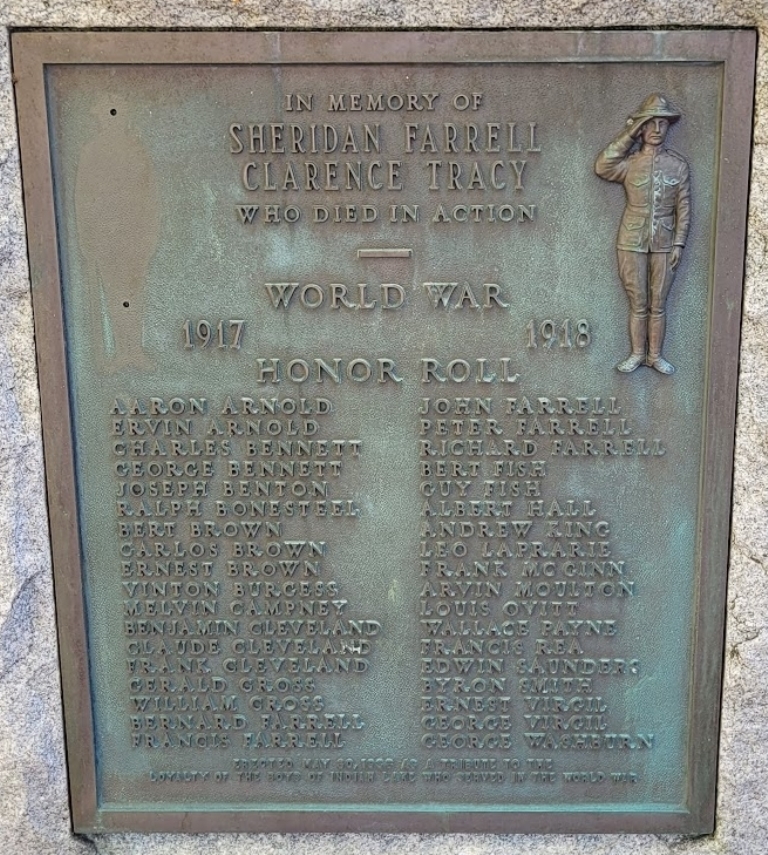 IN MEMORY OF
SHERIDAN FARRELL
CLARENCE TRACY
WHO DIED IN ACTION
WORLD WAR
1917 1918
HONOR ROLL
AARON ARNOLD JOHN FARRELL
ERVIN ARNOLD PETER FARRELL
CHARLES BENNETT RICHARD FARRELL
GEORGE BENNETT BERT FISH
JOSEPH BENTON GUY FISH
RALPH BONESTEEL ALBERT HALL
BERT BROWN ANDREW KING
CARLOS BROWN LEO LAPRARIE
ERNEST BROWN FRANK MC GINN
VINTON BURGESS ARVIN MOULTON
MELVIN CAMPNEY LOUIS OVITT
BENJAMIN CLEVELAND WALLACE PAYNE
CLAUDE CLEVELAND FRANCIS REA
FRANK CLEVELAND EDWIN SAUNDERS
GERALD CROSS BYRON SMITH
WILLIAM CROSS ERNEST VIRGIL
BERNARD FARRELL GEORGE VIRGIL
FRANCIS FARRELL GEORGE WASHBURN
ERECTED MAY 30, AS A TRIBUTE TO THE
LOYALTY OF THE BOYS OF INDIAN LAKE WHO SERVED IN THE WORLD WAR